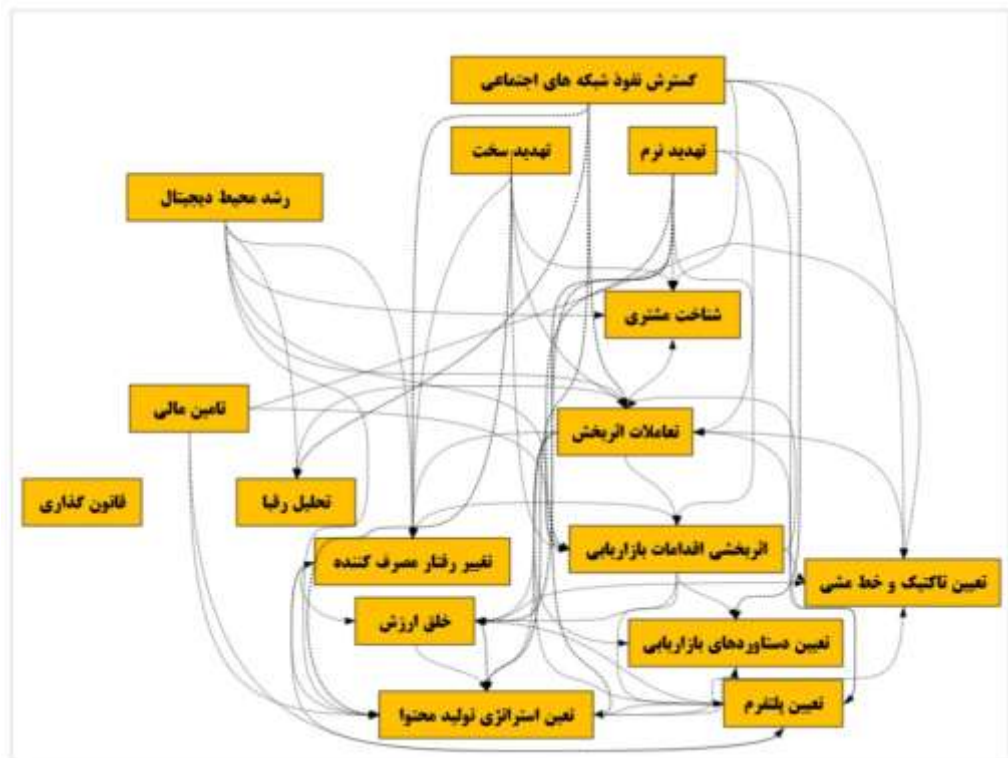 گسترش نفوذ شبکه های اجتماعی
تهدید نرم
تهدید سخت
رشد محیط دیجیتال
شناخت مشتری
تامین مالی
تعاملات اثربخش
تحلیل رقبا
قانون گذاری
اثربخشی اقدامات بازاریابی
تغییر رفتار مصرف کننده
تعیین تاکتیک و خط مشی
خلق ارزش
تعیین دستاوردهای بازاریابی
تعیین پلتفرم
تعین استراتژی تولید محتوا